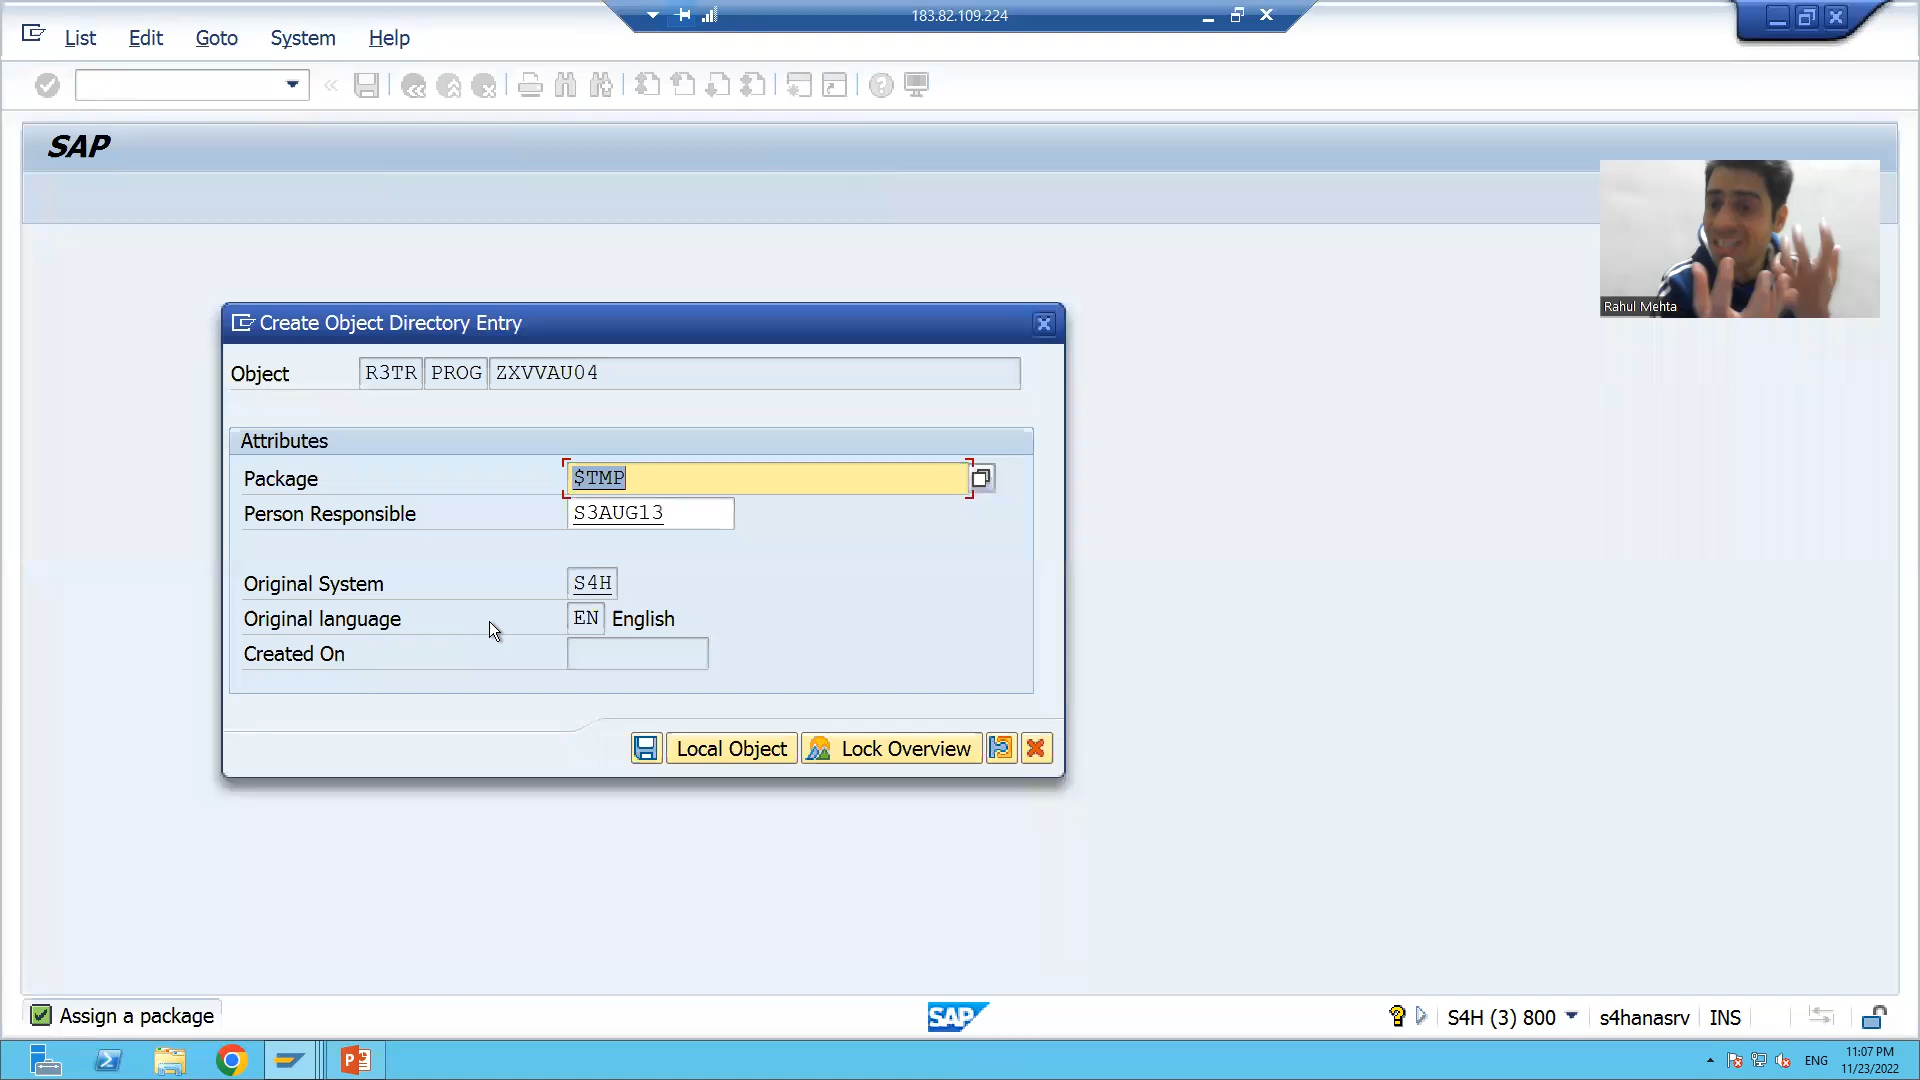 183.82.109.224
List Edit Goto System Help
SAP
Rahul Mehta
Create Object Directory Entry
Object R3TR PROG ZXVVAU04
Attributes
Package $TMP
Person Responsible S3AUG13
Original System S4H
Original language EN English
Created On
Local Object Lock Overview
Assign a package SAP S4H (3) 800 s4hanasrv INS
ENG 11:07 PM
11/23/2022